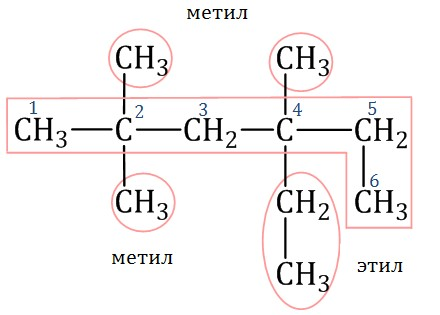 метил
CH₃ CH₃
1 2 3 4 5
CH₃ C CH₂ C CH₂
6
CH₃ CH₂ CH₃
метил этил
CH₃